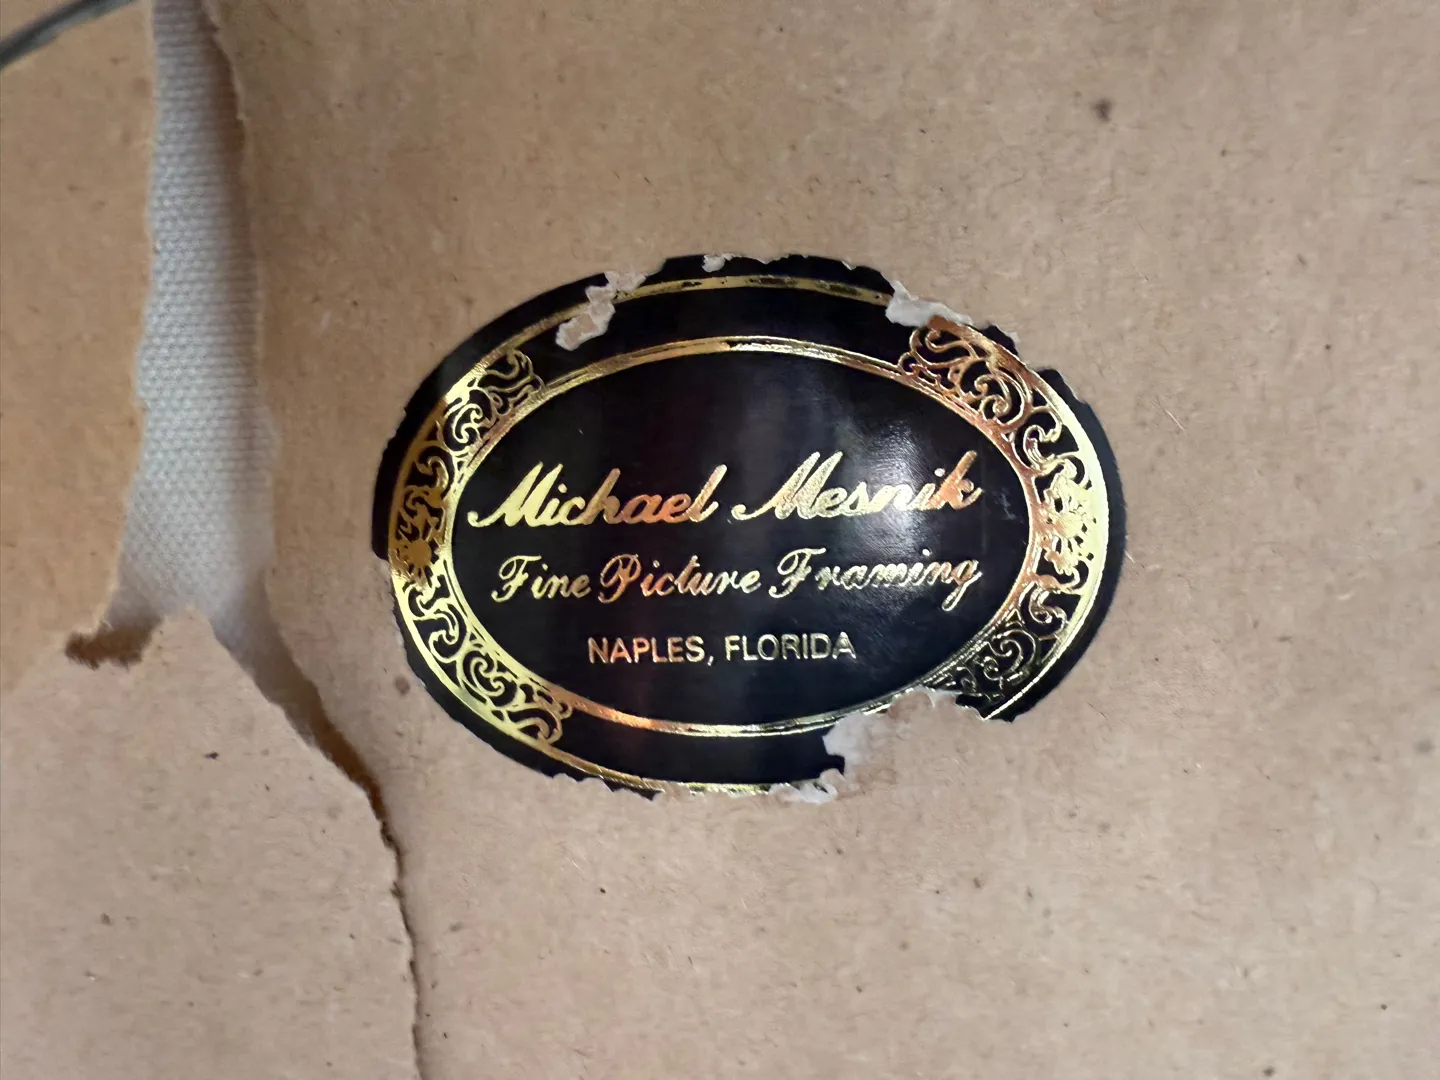 Michael Mesnik
Fine Picture Framing
NAPLES, FLORIDA